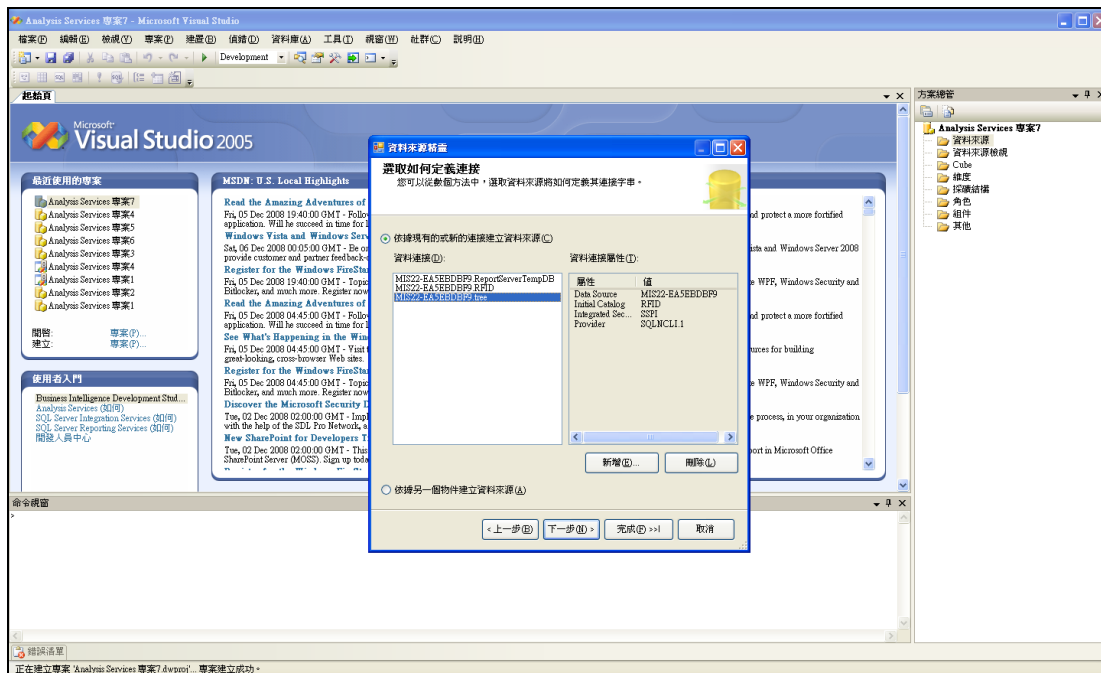 Analysis Services 專案7 - Microsoft Visual Studio
檔案(F) 編輯(E) 檢視(V) 專案(P) 建置(B) 偵錯(D) 資料庫(A) 工具(T) 視窗(W) 社群(C) 說明(H)
Development
起始頁
Microsoft
Visual Studio 2005
最近使用的專案
Analysis Services 專案7
Analysis Services 專案4
Analysis Services 專案5
Analysis Services 專案6
Analysis Services 專案3
Analysis Services 專案4
Analysis Services 專案1
Analysis Services 專案2
Analysis Services 專案1
開啟: 專案(P)...
建立: 專案(P)...
使用者入門
Business Intelligence Development Stud...
Analysis Services (如何)
SQL Server Integration Services (如何)
SQL Server Reporting Services (如何)
開發人員中心
MSDN: U.S. Local Highlights
Read the Amazing Adventures of
Fri, 05 Dec 2008 19:40:00 GMT - Follow
nd protect a more fortified
application. Will he succeed in time for
Windows Vista and Windows Ser
Sat, 06 Dec 2008 00:05:00 GMT - Be o
ista and Windows Server 2008
provide customer and partner feedback-
Register for the Windows FireSta
Fri, 05 Dec 2008 19:40:00 GMT - Topic
e WPF, Windows Security and
Bitlocker, and much more. Register now
Read the Amazing Adventures of
Fri, 05 Dec 2008 04:45:00 GMT - Follow
nd protect a more fortified
application. Will he succeed in time for
See What's Happening in the Win
Fri, 05 Dec 2008 04:45:00 GMT - Visit
urces for building
great-looking, cross-browser Web sites.
Register for the Windows FireSta
Fri, 05 Dec 2008 04:45:00 GMT - Topic
e WPF, Windows Security and
Bitlocker, and much more. Register now
Discover the Microsoft Security
Tue, 02 Dec 2008 02:00:00 GMT - Impl
e process, in your organization
with the help of the SDL Pro Network, a
New SharePoint for Developers T
Tue, 02 Dec 2008 02:00:00 GMT - This
port in Microsoft Office
SharePoint Server (MOSS). Sign up toda
資料來源精靈
選取如何定義連接
您可以從數個方法中,選取資料來源將如何定義其連接字串。
依據現有的或新的連接建立資料來源(C)
資料連接(D):
MIS22-EA5EBDBF9.ReportServerTempDB
MIS22-EA5EBDBF9.RFID
MIS22-EA5EBDBF9.tree
資料連接屬性(T):
屬性 值
Data Source MIS22-EA5EBDBF9
Initial Catalog RFID
Integrated Sec... SSPI
Provider SQLNCLI.1
新增(E)... 刪除(L)
依據另一個物件建立資料來源(A)
< 上一步(B) 下一步(N) > 完成(F) >>| 取消
方案總管
Analysis Services 專案7
資料來源
資料來源檢視
Cube
維度
採礦結構
角色
組件
其他
命令視窗
>
錯誤清單
正在建立專案 'Analysis Services 專案7.dwproj'... 專案建立成功。